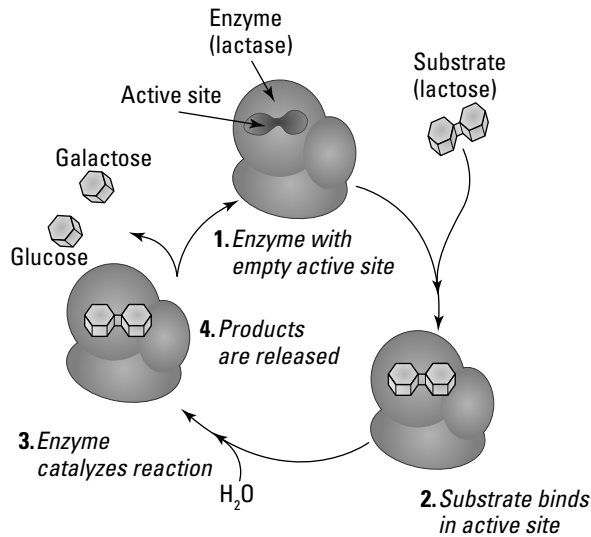 Enzyme
(lactase)
Substrate
(lactose)
Active site
Galactose
Glucose
1. Enzyme with
empty active site
4. Products
are released
3. Enzyme
catalyzes reaction
H₂O
2. Substrate binds
in active site